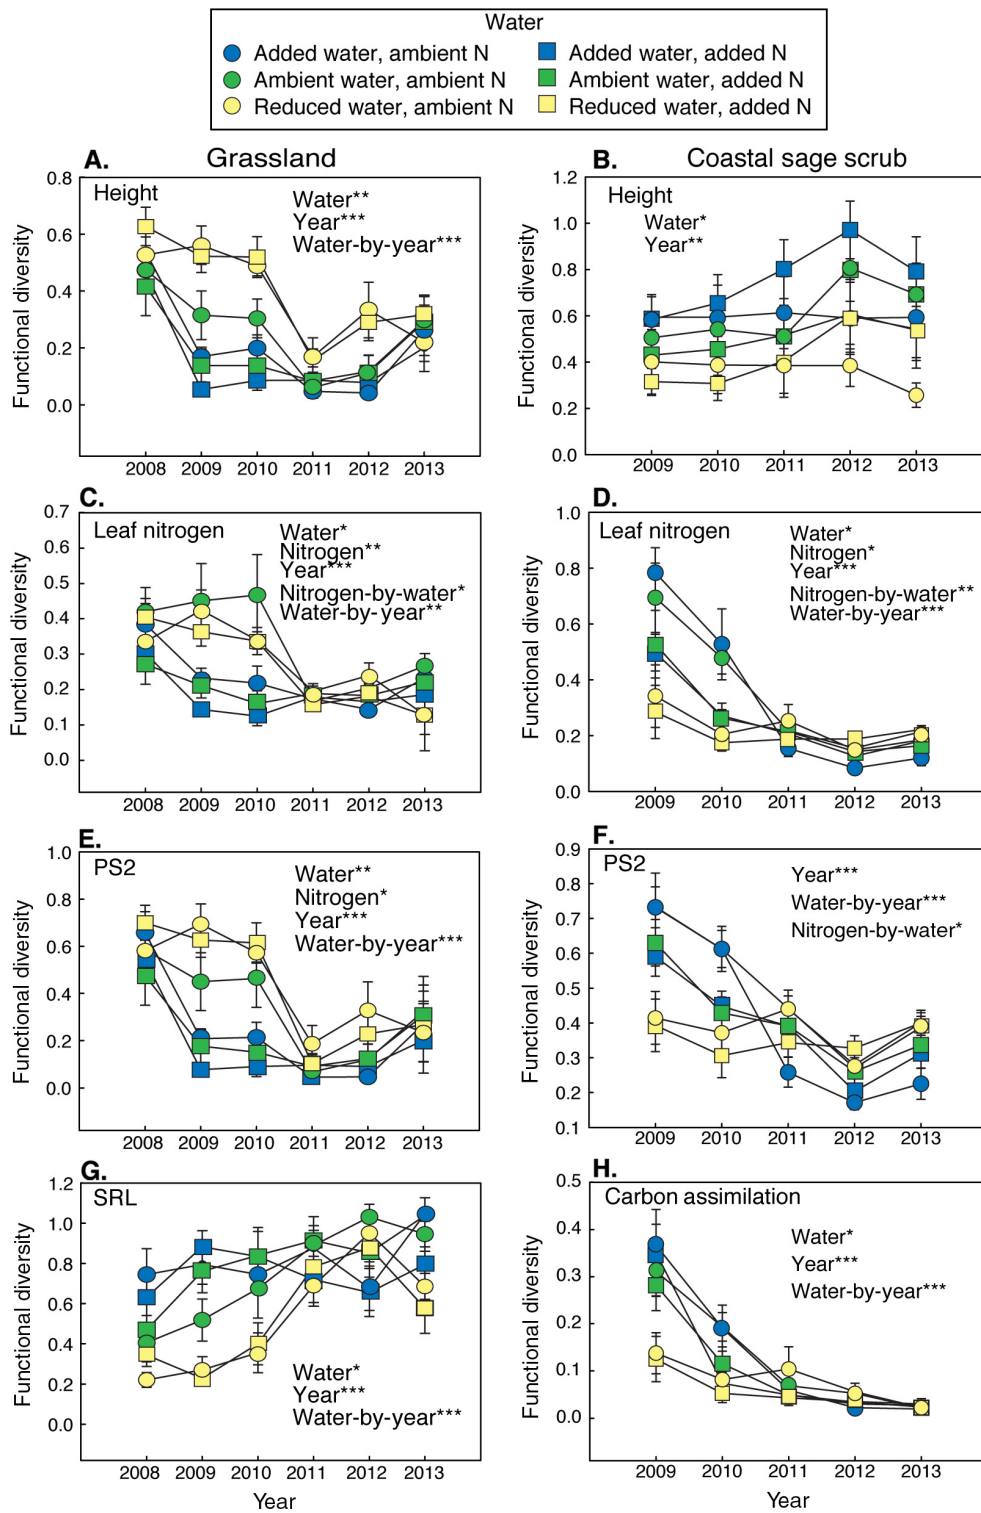 Water
Added water, ambient N
Added water, added N
Ambient water, ambient N
Ambient water, added N
Reduced water, ambient N
Reduced water, added N
A.
Grassland
B.
Coastal sage scrub
Height
Water**
Year***
Water-by-year***
Functional diversity
0.8
0.6
0.4
0.2
0.0
2008 2009 2010 2011 2012 2013
Height
Water*
Year**
Functional diversity
1.2
1.0
0.8
0.6
0.4
0.2
0.0
2009 2010 2011 2012 2013
C.
Leaf nitrogen
Water*
Nitrogen**
Year***
Nitrogen-by-water*
Water-by-year**
Functional diversity
0.7
0.6
0.5
0.4
0.3
0.2
0.1
0.0
2008 2009 2010 2011 2012 2013
D.
Leaf nitrogen
Water*
Nitrogen*
Year***
Nitrogen-by-water**
Water-by-year***
Functional diversity
1.0
0.8
0.6
0.4
0.2
0.0
2009 2010 2011 2012 2013
E.
PS2
Water**
Nitrogen*
Year***
Water-by-year***
Functional diversity
1.0
0.8
0.6
0.4
0.2
0.0
2008 2009 2010 2011 2012 2013
F.
PS2
Year***
Water-by-year***
Nitrogen-by-water*
Functional diversity
0.9
0.8
0.7
0.6
0.5
0.4
0.3
0.2
0.1
2009 2010 2011 2012 2013
G.
SRL
Water*
Year***
Water-by-year***
Functional diversity
1.2
1.0
0.8
0.6
0.4
0.2
0.0
2008 2009 2010 2011 2012 2013
Year
H.
Carbon assimilation
Water*
Year***
Water-by-year***
Functional diversity
0.5
0.4
0.3
0.2
0.1
0.0
2009 2010 2011 2012 2013
Year